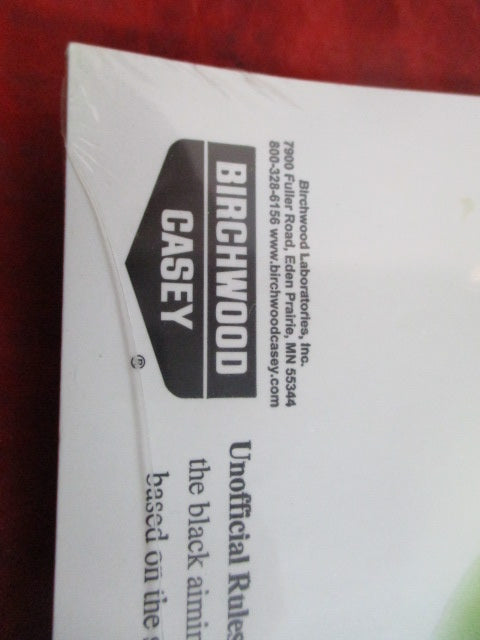 Birchwood Laboratories, Inc.
7900 Fuller Road, Eden Prairie, MN 55344
800-328-6156 www.birchwoodcasey.com
BIRCHWOOD
CASEY
®
Unofficial Rules
the black
based on the